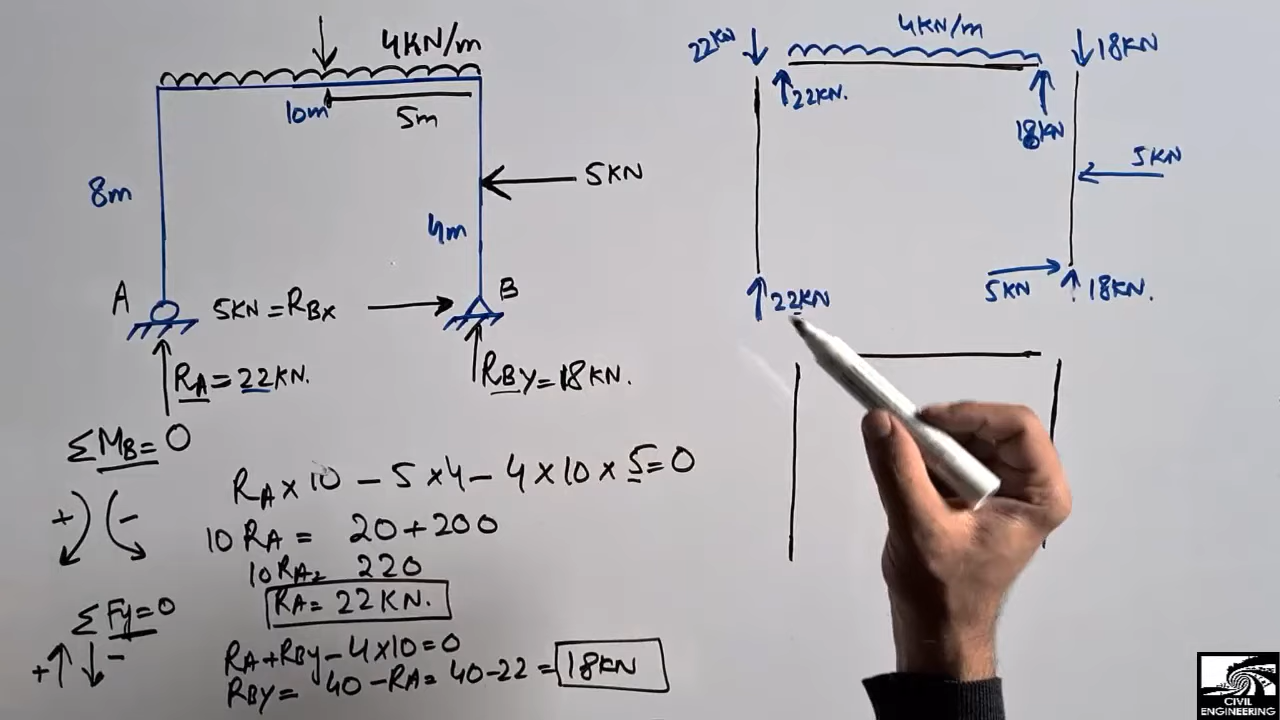 4KN/m
10m
5m
8m
5KN
4m
A
B
5KN = RBx
RA = 22KN.
RBy = 18KN.
ΣMB = 0
+ -
RA × 10 - 5 × 4 - 4 × 10 × 5 = 0
10 RA = 20 + 200
10RA = 220
RA = 22KN.
ΣFy = 0
+ -
RA + RBy - 4 × 10 = 0
RBy = 40 - RA = 40 - 22 = 18KN
22KN
4KN/m
18KN
22KN.
18KN
5KN
22KN
5KN
18KN.
CIVIL
ENGINEERING